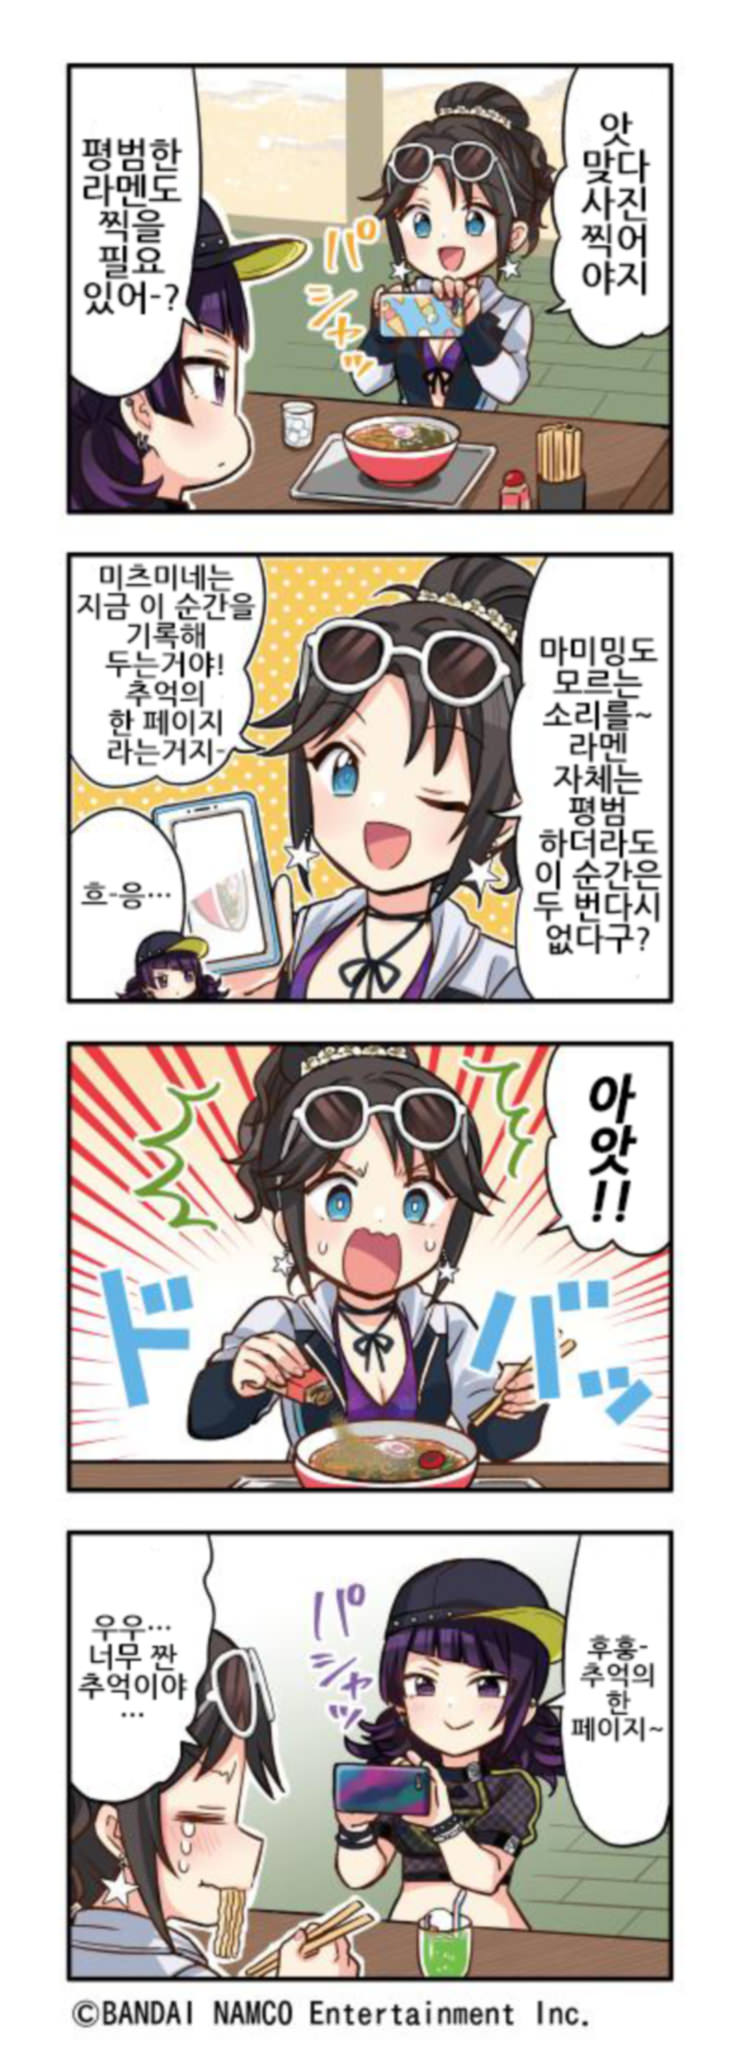 앗
맞다
사진
찍어
야지
평범한
라멘도
찍을
필요
있어-?
パ
シャッ
마미밍도
모르는
소리를~
라멘
자체는
평범
하더라도
이 순간은
두 번다시
없다구?
미츠미네는
지금 이 순간을
기록해
두는거야!
추억의
한 페이지
라는거지-
흐-응…
아
앗
!!
ドバッ
후훙-
추억의
한
페이지~
パ
シャッ
우우…
너무 짠
추억이야
…
©BANDAI NAMCO Entertainment Inc.